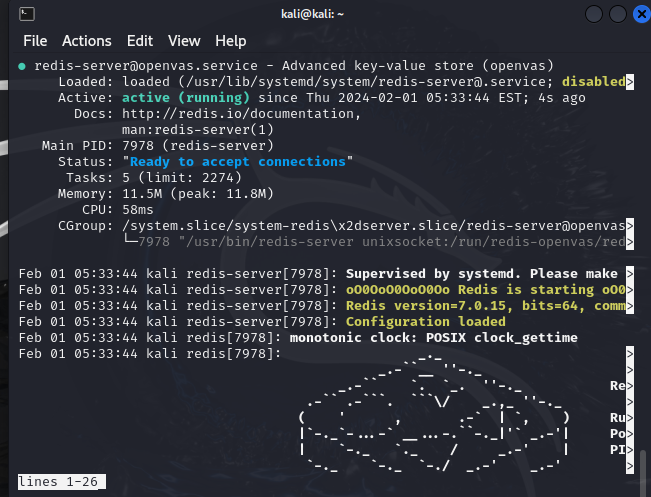 kali@kali: ~
File Actions Edit View Help
● redis-server@openvas.service - Advanced key-value store (openvas)
Loaded: loaded (/usr/lib/systemd/system/redis-server@.service; disabled>
Active: active (running) since Thu 2024-02-01 05:33:44 EST; 4s ago
Docs: http://redis.io/documentation,
man:redis-server(1)
Main PID: 7978 (redis-server)
Status: "Ready to accept connections"
Tasks: 5 (limit: 2274)
Memory: 11.5M (peak: 11.8M)
CPU: 58ms
CGroup: /system.slice/system-redis\x2dserver.slice/redis-server@openvas>
└─7978 "/usr/bin/redis-server unixsocket:/run/redis-openvas/red>
Feb 01 05:33:44 kali redis-server[7978]: Supervised by systemd. Please make >
Feb 01 05:33:44 kali redis-server[7978]: oO0OoO0OoO0Oo Redis is starting oO0>
Feb 01 05:33:44 kali redis-server[7978]: Redis version=7.0.15, bits=64, comm>
Feb 01 05:33:44 kali redis-server[7978]: Configuration loaded
Feb 01 05:33:44 kali redis[7978]: monotonic clock: POSIX clock_gettime
Feb 01 05:33:44 kali redis[7978]: >
Re>
Ru>
Po>
PI>
lines 1-26